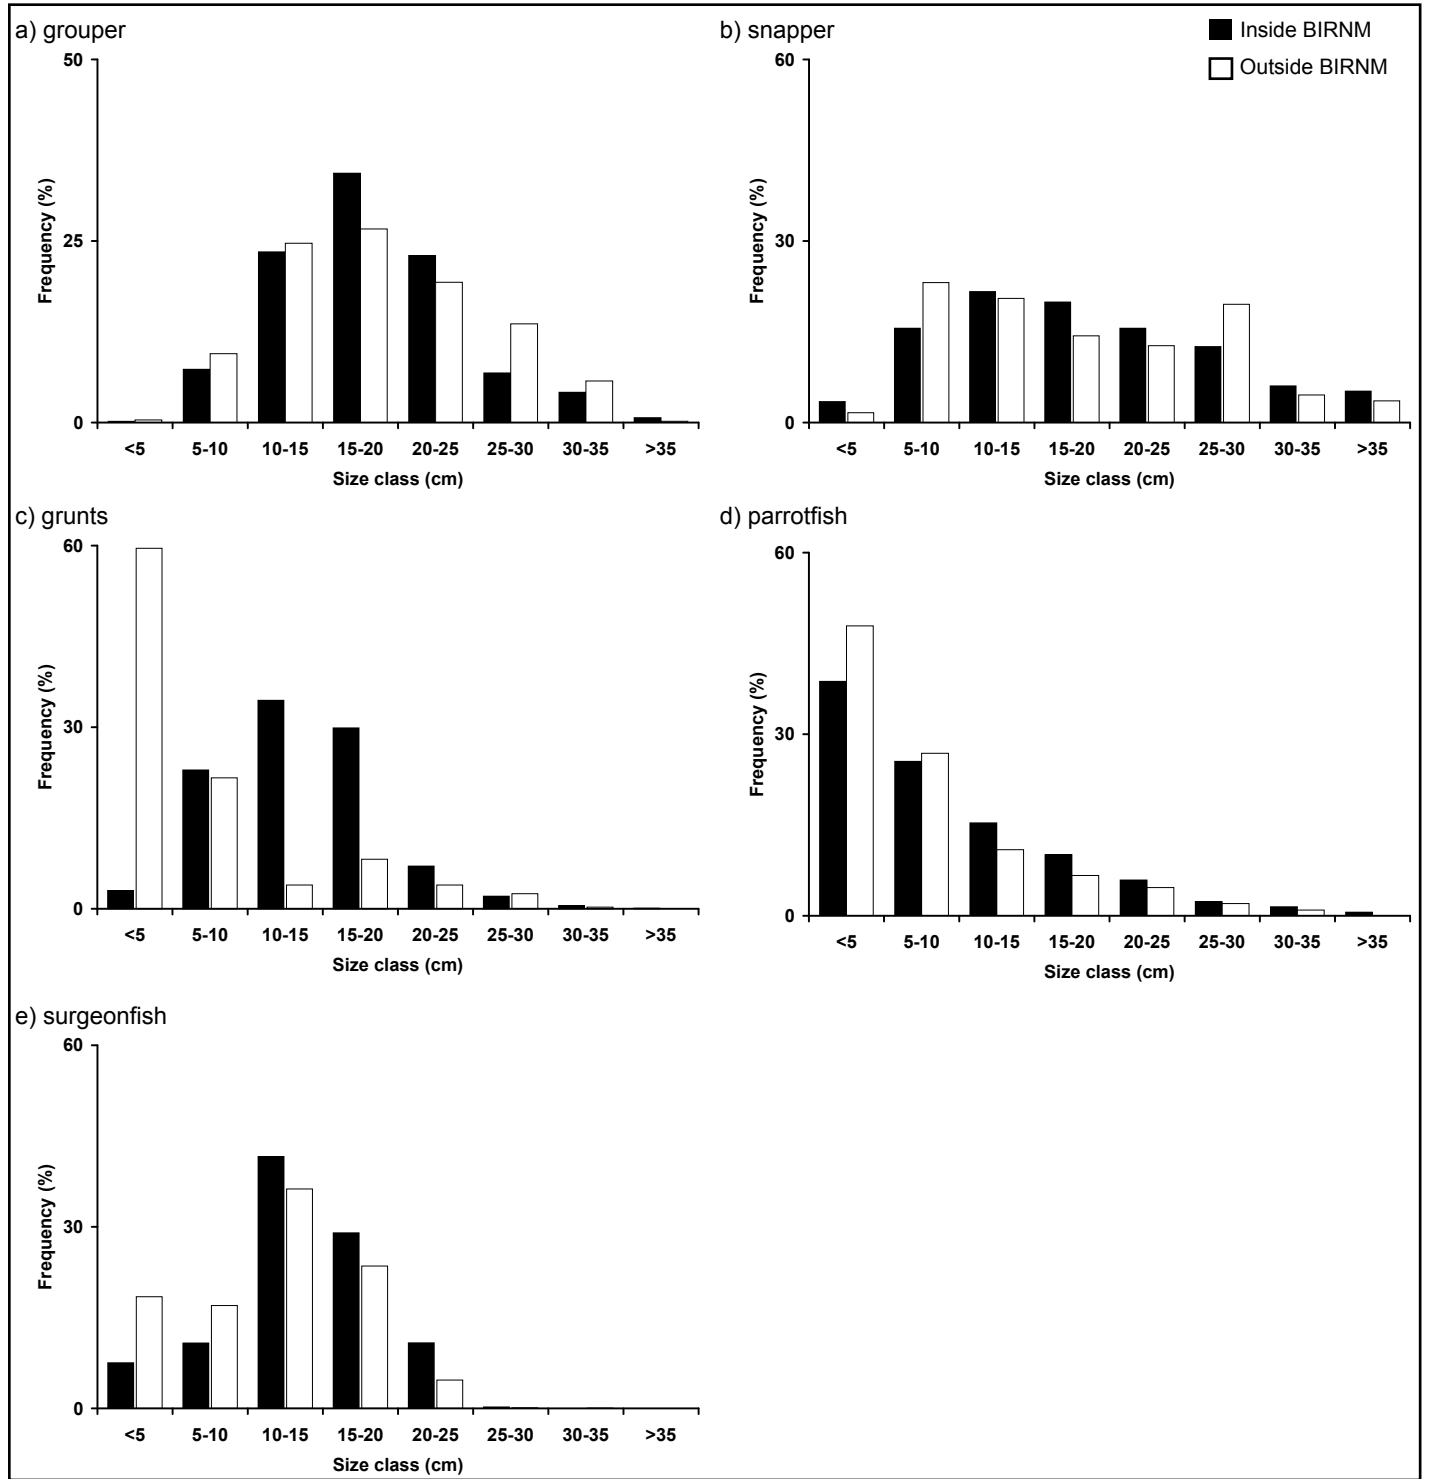 a) grouper
50
25
0
Frequency (%)
<5 5-10 10-15 15-20 20-25 25-30 30-35 >35
Size class (cm)
b) snapper
Inside BIRNM
Outside BIRNM
60
30
0
Frequency (%)
<5 5-10 10-15 15-20 20-25 25-30 30-35 >35
Size class (cm)
c) grunts
60
30
0
Frequency (%)
<5 5-10 10-15 15-20 20-25 25-30 30-35 >35
Size class (cm)
d) parrotfish
60
30
0
Frequency (%)
<5 5-10 10-15 15-20 20-25 25-30 30-35 >35
Size class (cm)
e) surgeonfish
60
30
0
Frequency (%)
<5 5-10 10-15 15-20 20-25 25-30 30-35 >35
Size class (cm)